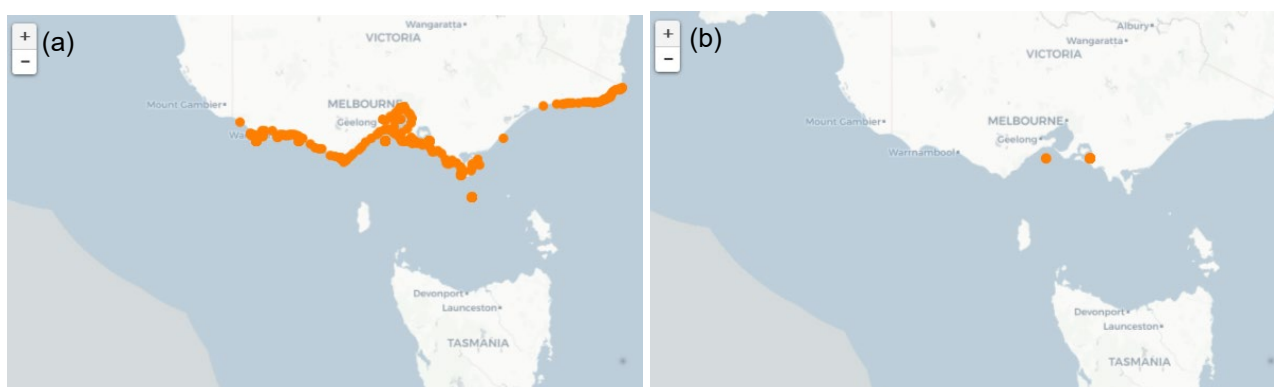 +
−
(a)
Wangaratta
VICTORIA
Mount Gambier
MELBOURNE
Geelong
Devonport
Launceston
TASMANIA
+
−
(b)
Albury
Wangaratta
VICTORIA
Mount Gambier
MELBOURNE
Geelong
Warrnambool
Devonport
Launceston
TASMANIA